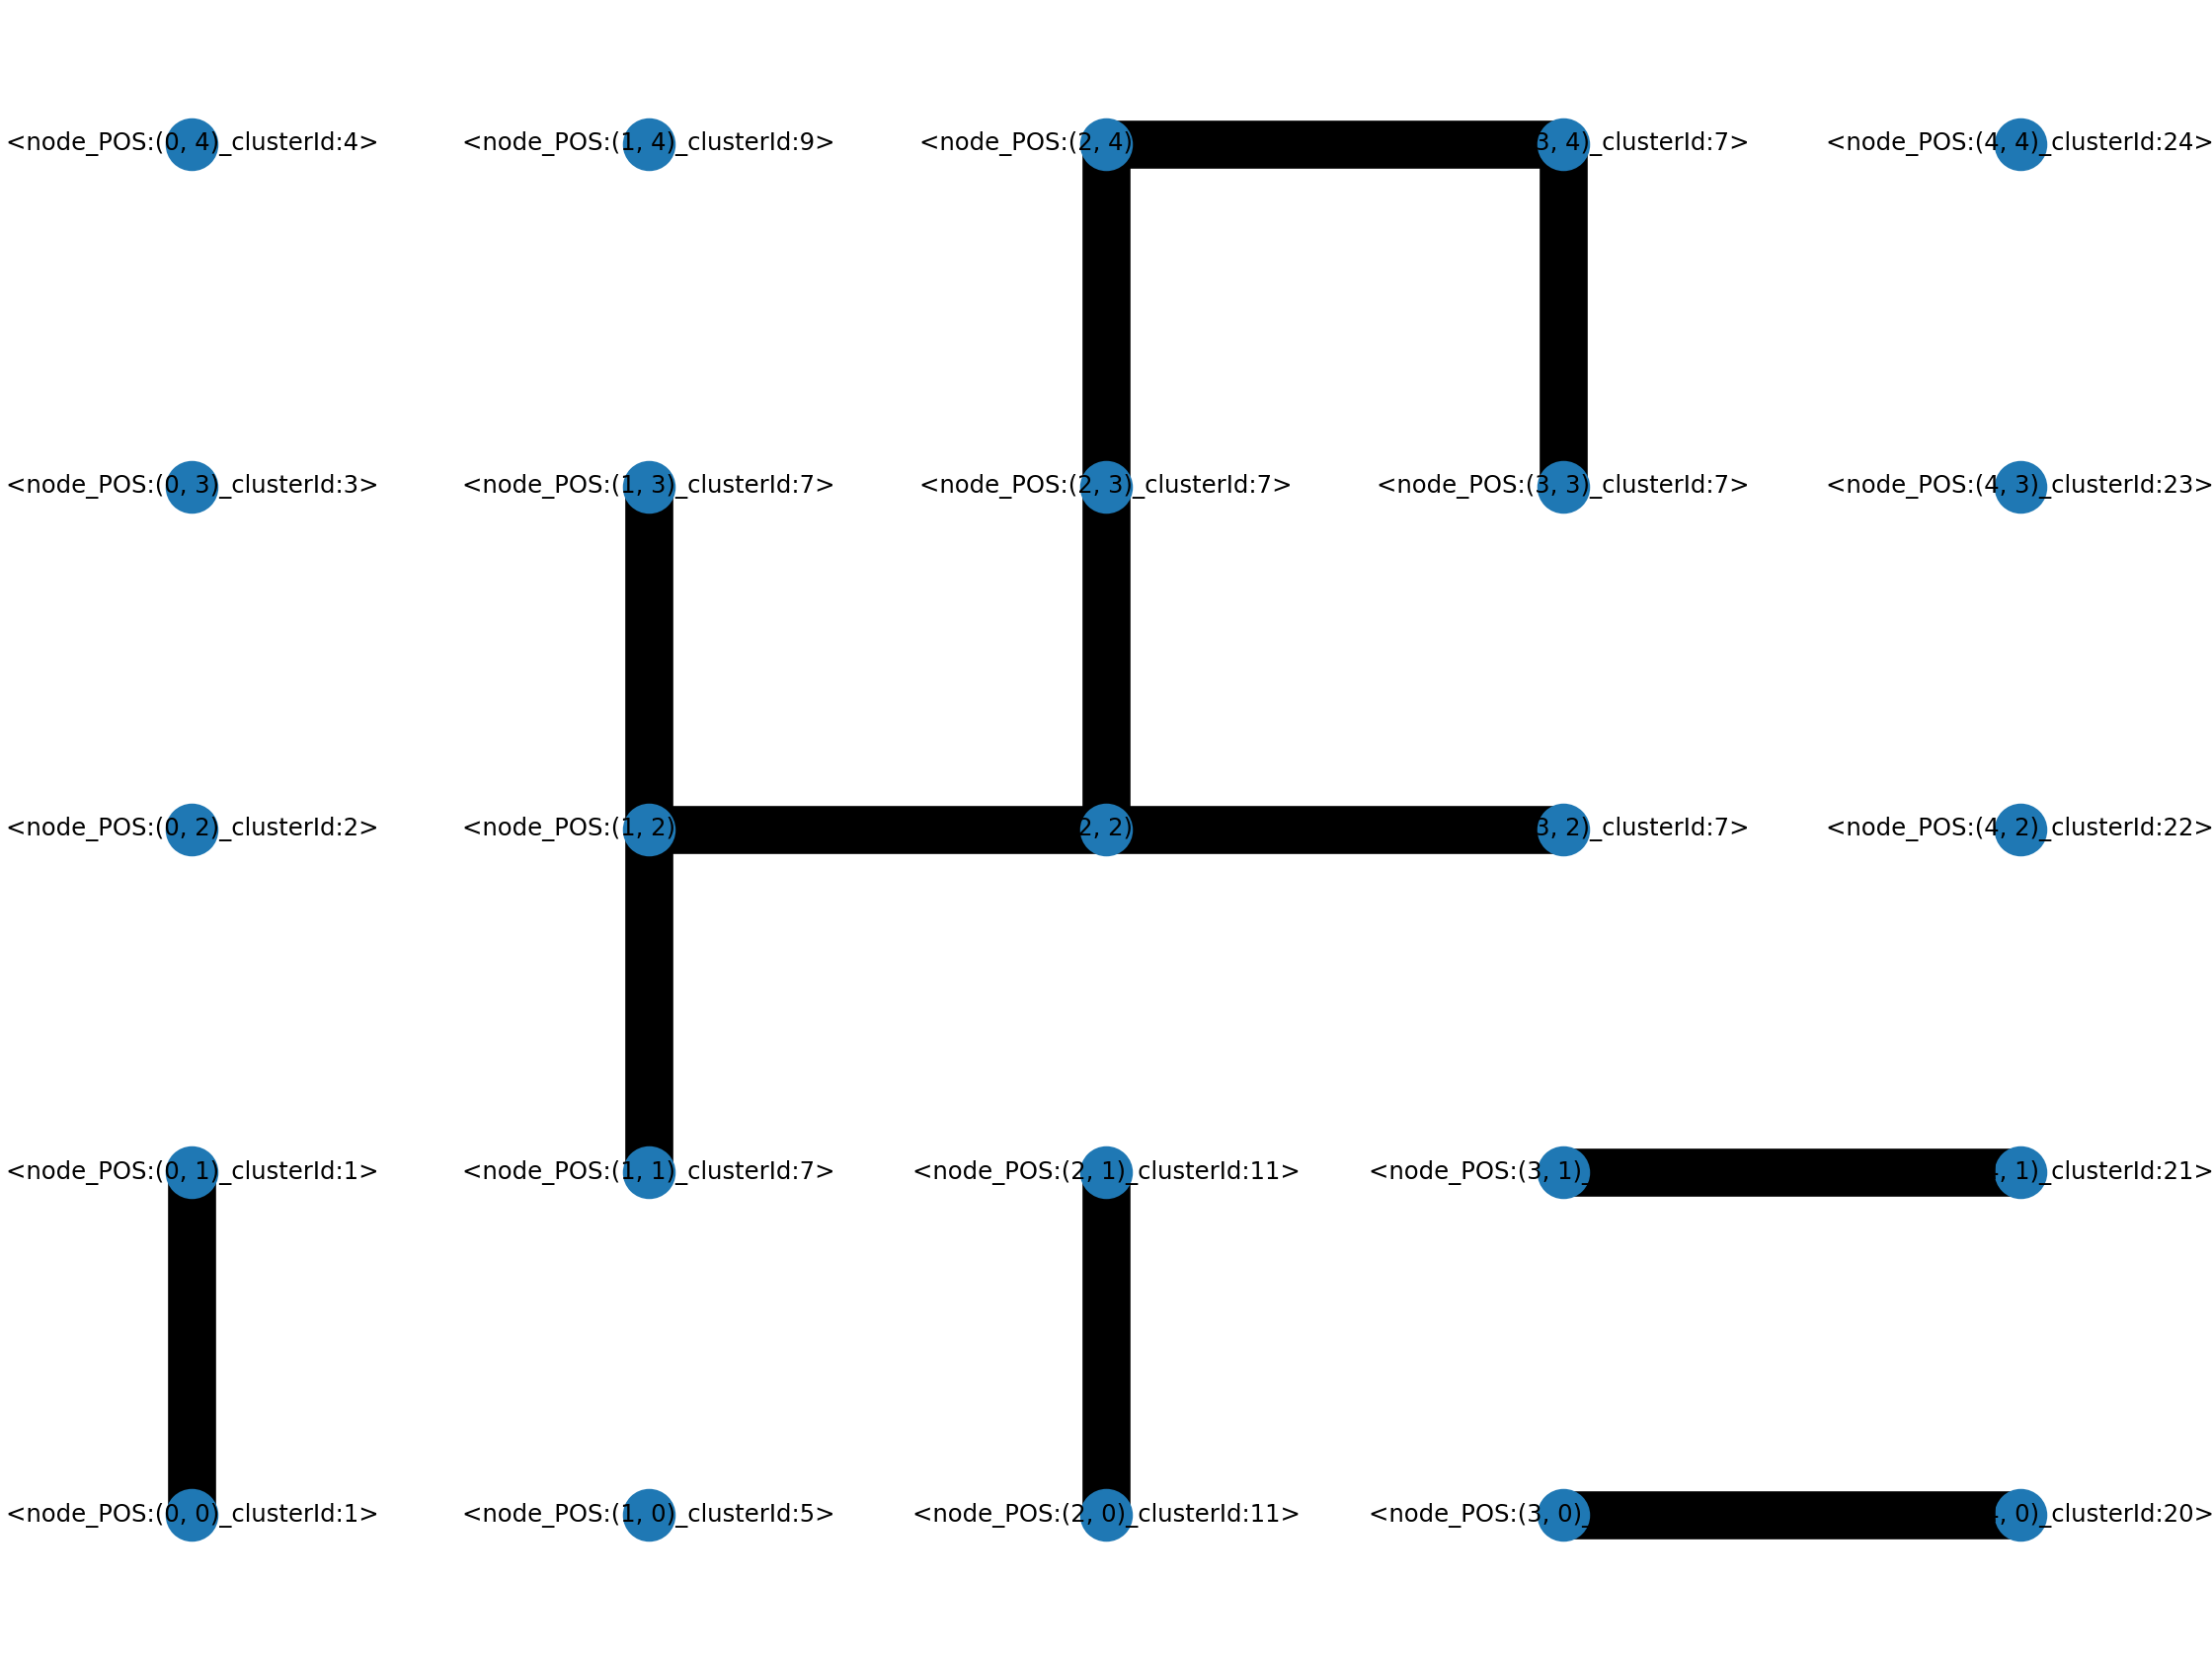 <node_POS:(0, 4)_clusterId:4>
<node_POS:(1, 4)_clusterId:9>
<node_POS:(2, 4)
3, 4)_clusterId:7>
<node_POS:(4, 4)_clusterId:24>
<node_POS:(0, 3)_clusterId:3>
<node_POS:(1, 3)_clusterId:7>
<node_POS:(2, 3)_clusterId:7>
<node_POS:(3, 3)_clusterId:7>
<node_POS:(4, 3)_clusterId:23>
<node_POS:(0, 2)_clusterId:2>
<node_POS:(1, 2)
2, 2)
3, 2)_clusterId:7>
<node_POS:(4, 2)_clusterId:22>
<node_POS:(0, 1)_clusterId:1>
<node_POS:(1, 1)_clusterId:7>
<node_POS:(2, 1)_clusterId:11>
<node_POS:(3, 1)_
, 1)_clusterId:21>
<node_POS:(0, 0)_clusterId:1>
<node_POS:(1, 0)_clusterId:5>
<node_POS:(2, 0)_clusterId:11>
<node_POS:(3, 0)_
, 0)_clusterId:20>